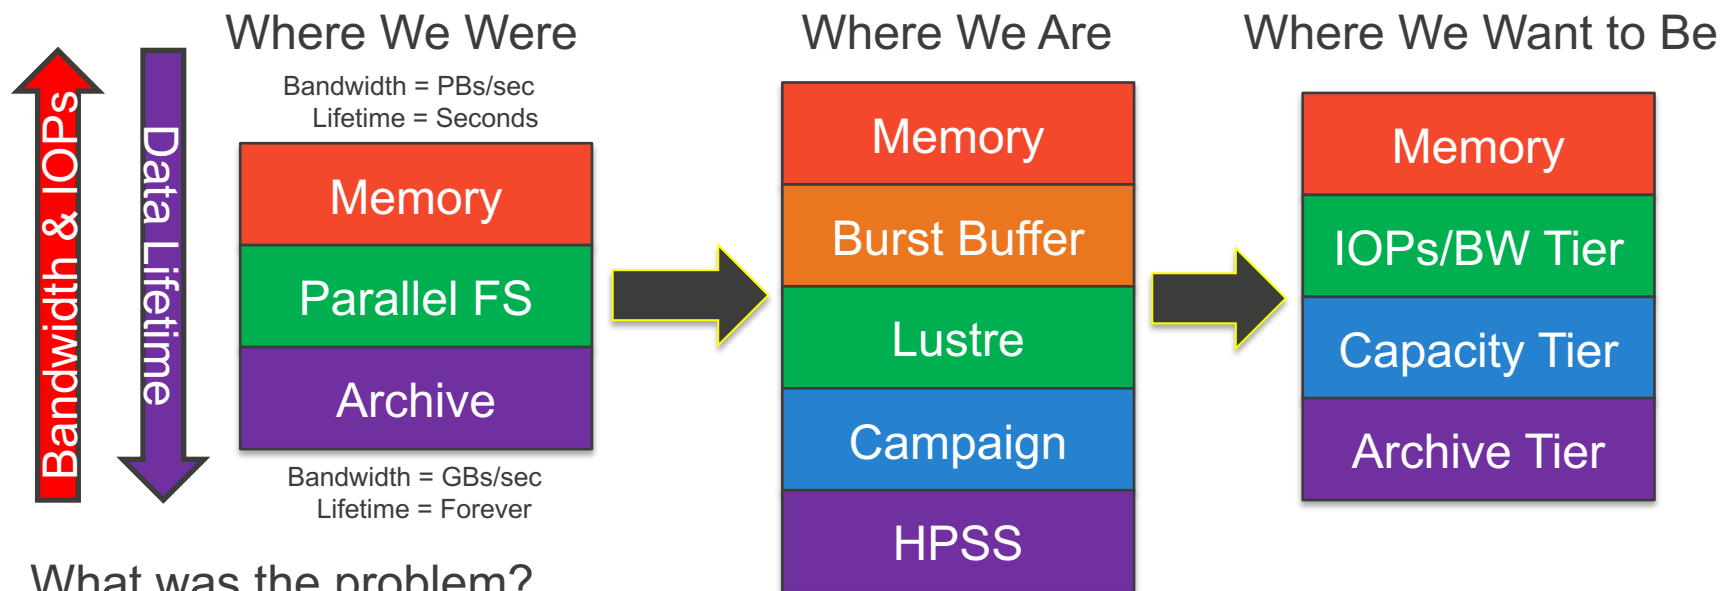 Where We Were
Where We Are
Where We Want to Be
Bandwidth & IOPs
Data Lifetime
Bandwidth = PBs/sec
Lifetime = Seconds
Memory
Parallel FS
Archive
Bandwidth = GBs/sec
Lifetime = Forever
Memory
Burst Buffer
Lustre
Campaign
HPSS
Memory
IOPs/BW Tier
Capacity Tier
Archive Tier
What was the problem?